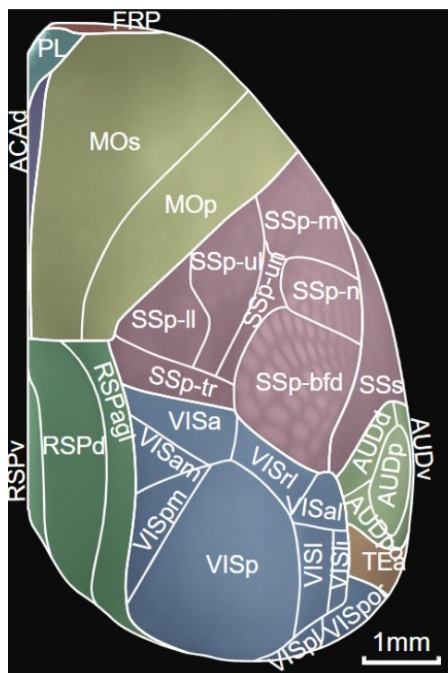 FRP
PL
ACAd
MOs
MOp
SSp-m
SSp-ul
SSp-un
SSp-n
SSp-ll
SSp-tr
SSp-bfd
SSs
RSPagl
RSPd
RSPv
VISa
VISam
VISpm
VISrl
VISal
VISp
VISl
VISli
VISpl
VISpor
AUDd
AUDp
AUDpo
AUDv
TEa
1mm